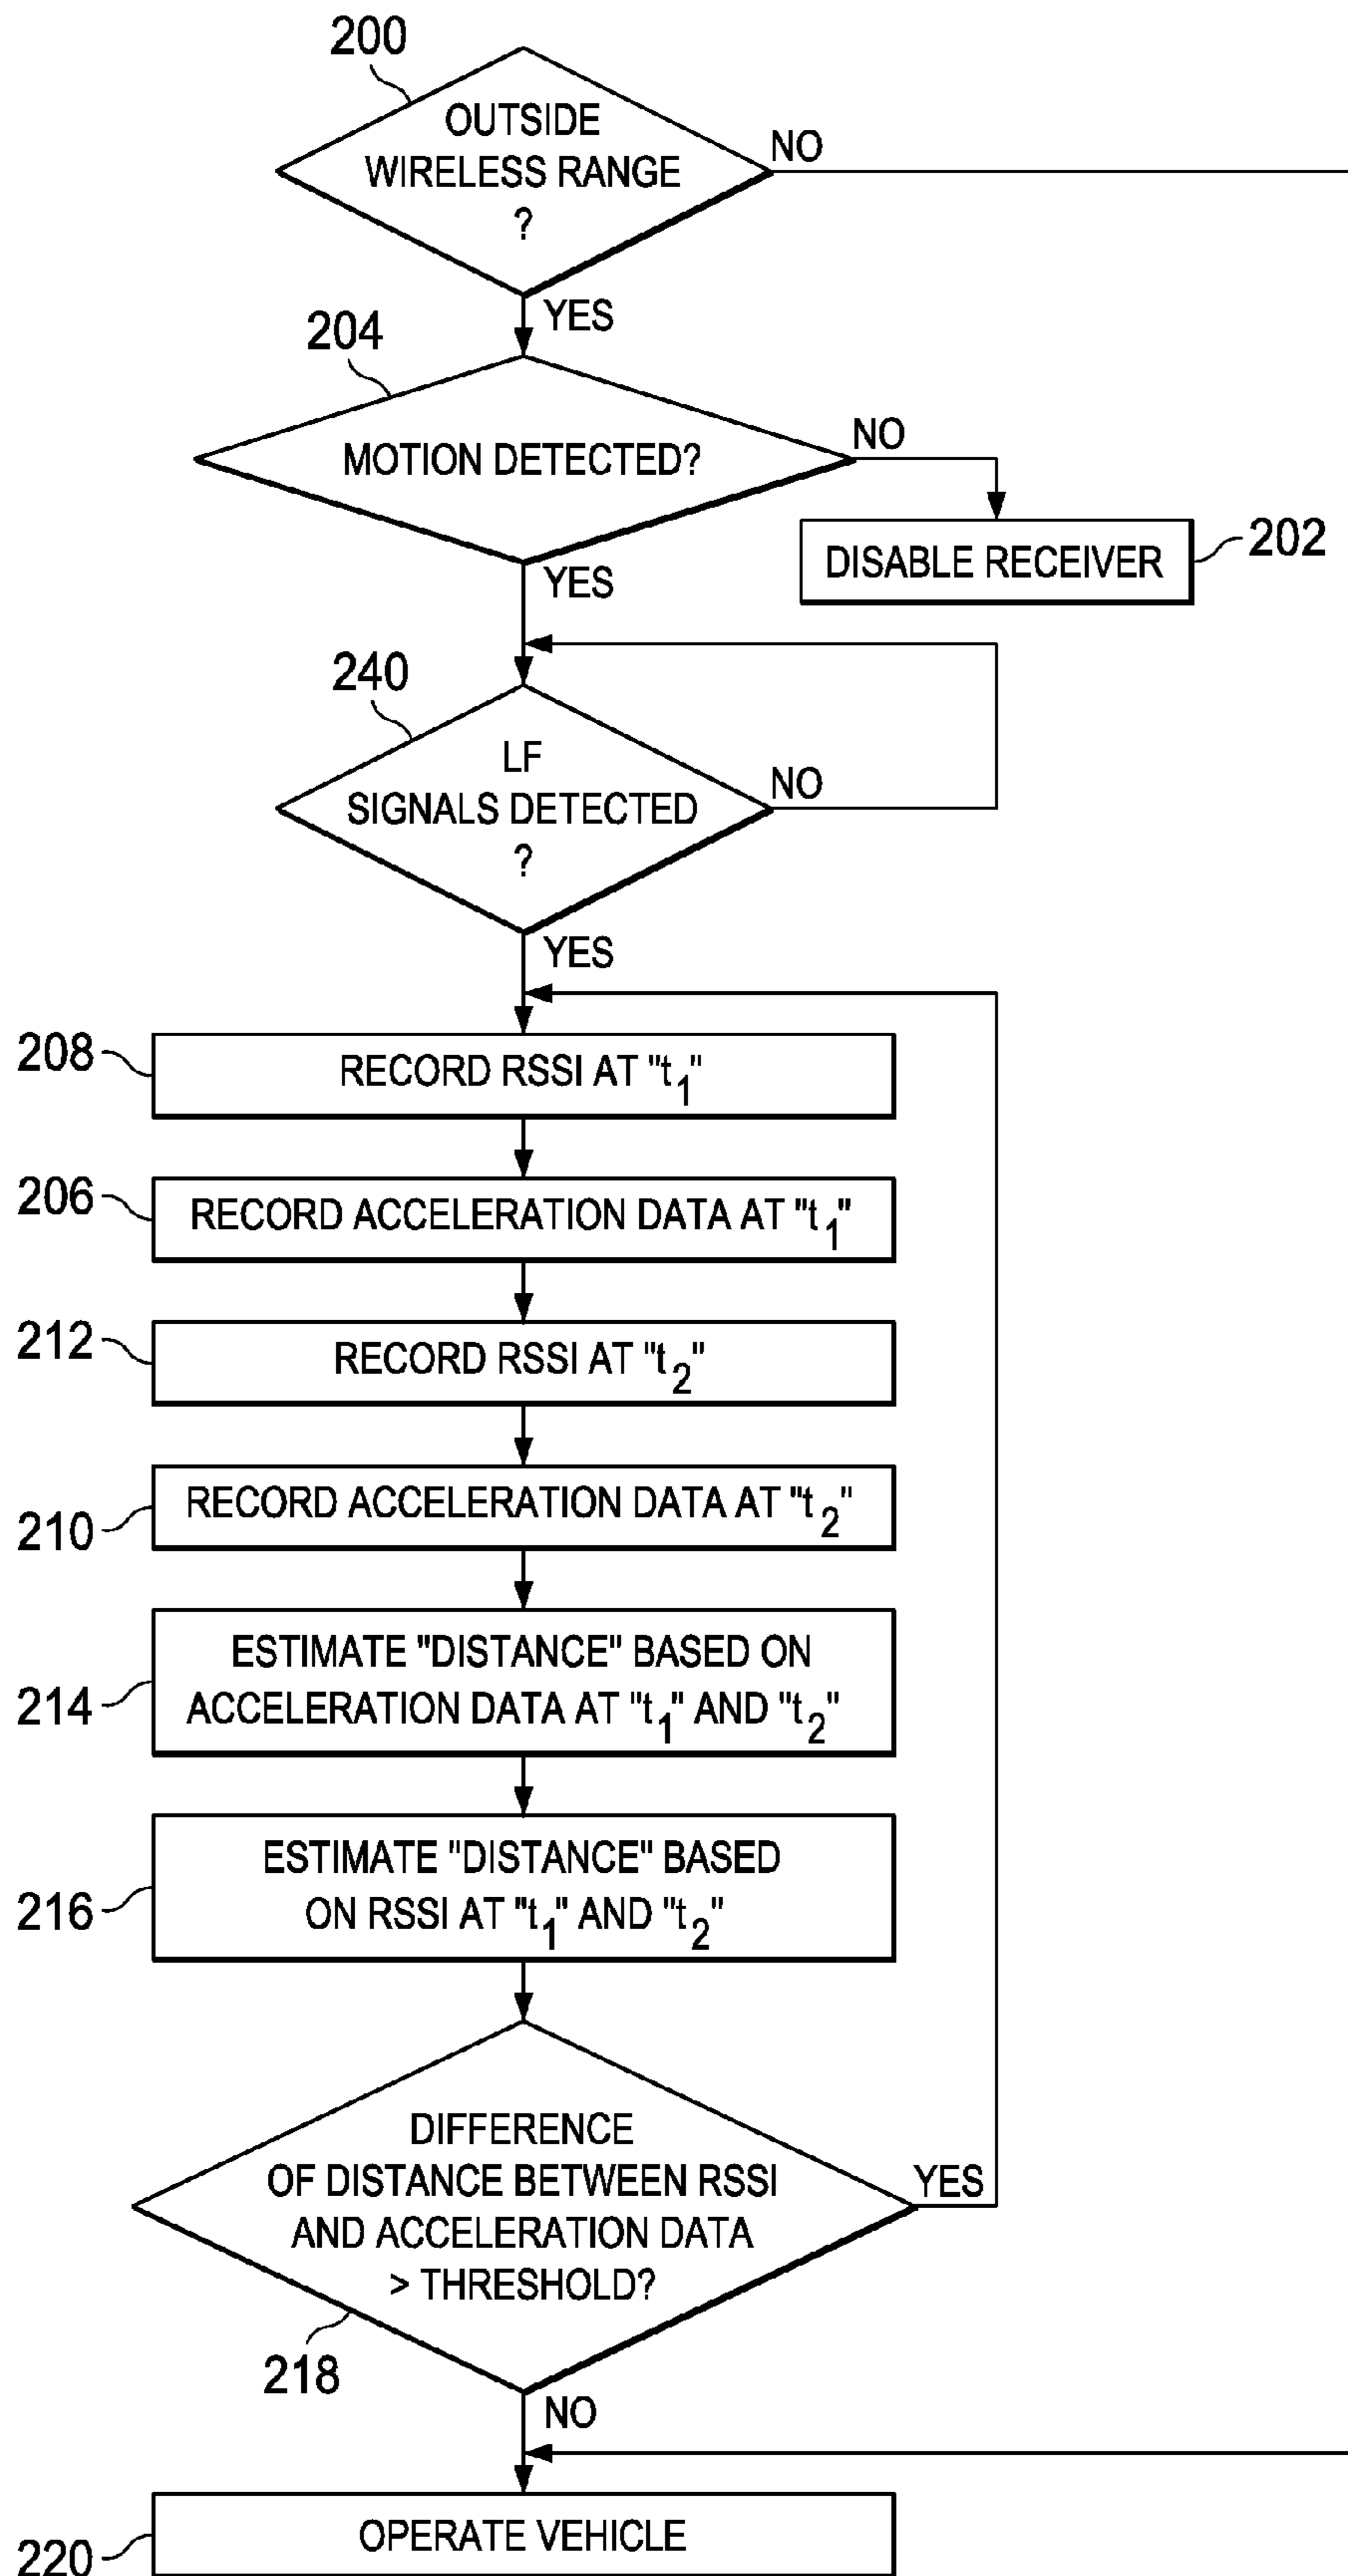 200
OUTSIDE
WIRELESS RANGE
?
NO
YES
204
MOTION DETECTED?
NO
DISABLE RECEIVER
202
YES
240
LF
SIGNALS DETECTED
?
NO
YES
208
RECORD RSSI AT "t1"
206
RECORD ACCELERATION DATA AT "t1"
212
RECORD RSSI AT "t2"
210
RECORD ACCELERATION DATA AT "t2"
214
ESTIMATE "DISTANCE" BASED ON
ACCELERATION DATA AT "t1" AND "t2"
216
ESTIMATE "DISTANCE" BASED
ON RSSI AT "t1" AND "t2"
DIFFERENCE
OF DISTANCE BETWEEN RSSI
AND ACCELERATION DATA
> THRESHOLD?
YES
218
NO
220
OPERATE VEHICLE